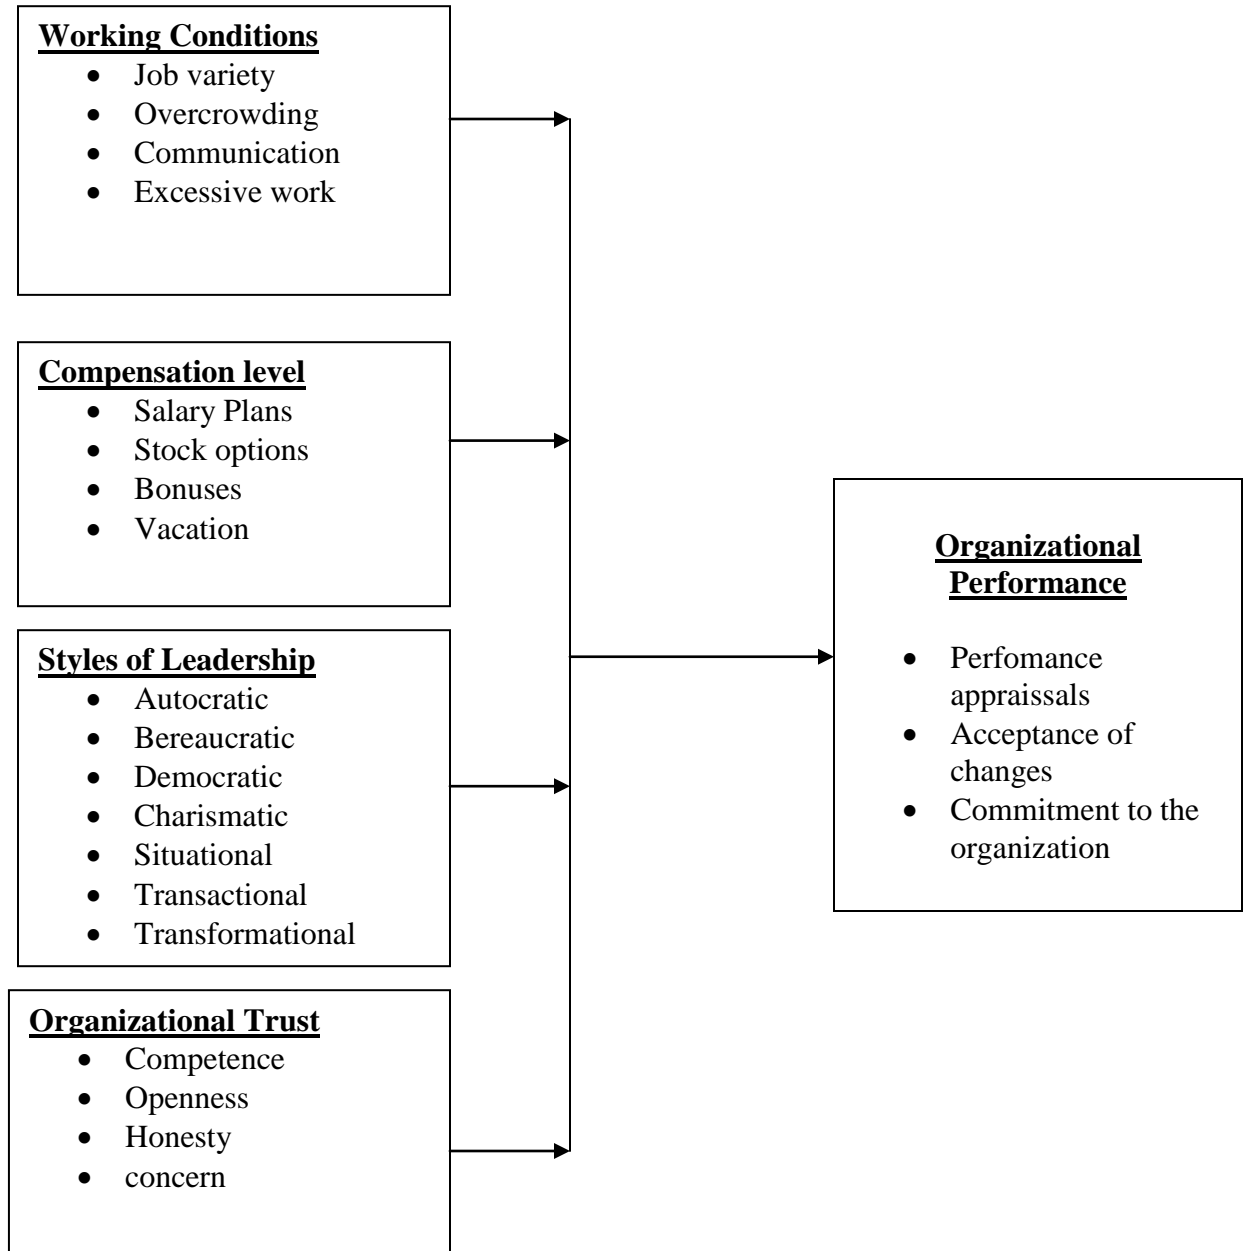 Working Conditions
• Job variety
• Overcrowding
• Communication
• Excessive work
Compensation level
• Salary Plans
• Stock options
• Bonuses
• Vacation
Styles of Leadership
• Autocratic
• Bereaucratic
• Democratic
• Charismatic
• Situational
• Transactional
• Transformational
Organizational Trust
• Competence
• Openness
• Honesty
• concern
Organizational
Performance
• Perfomance
appraissals
• Acceptance of
changes
• Commitment to the
organization